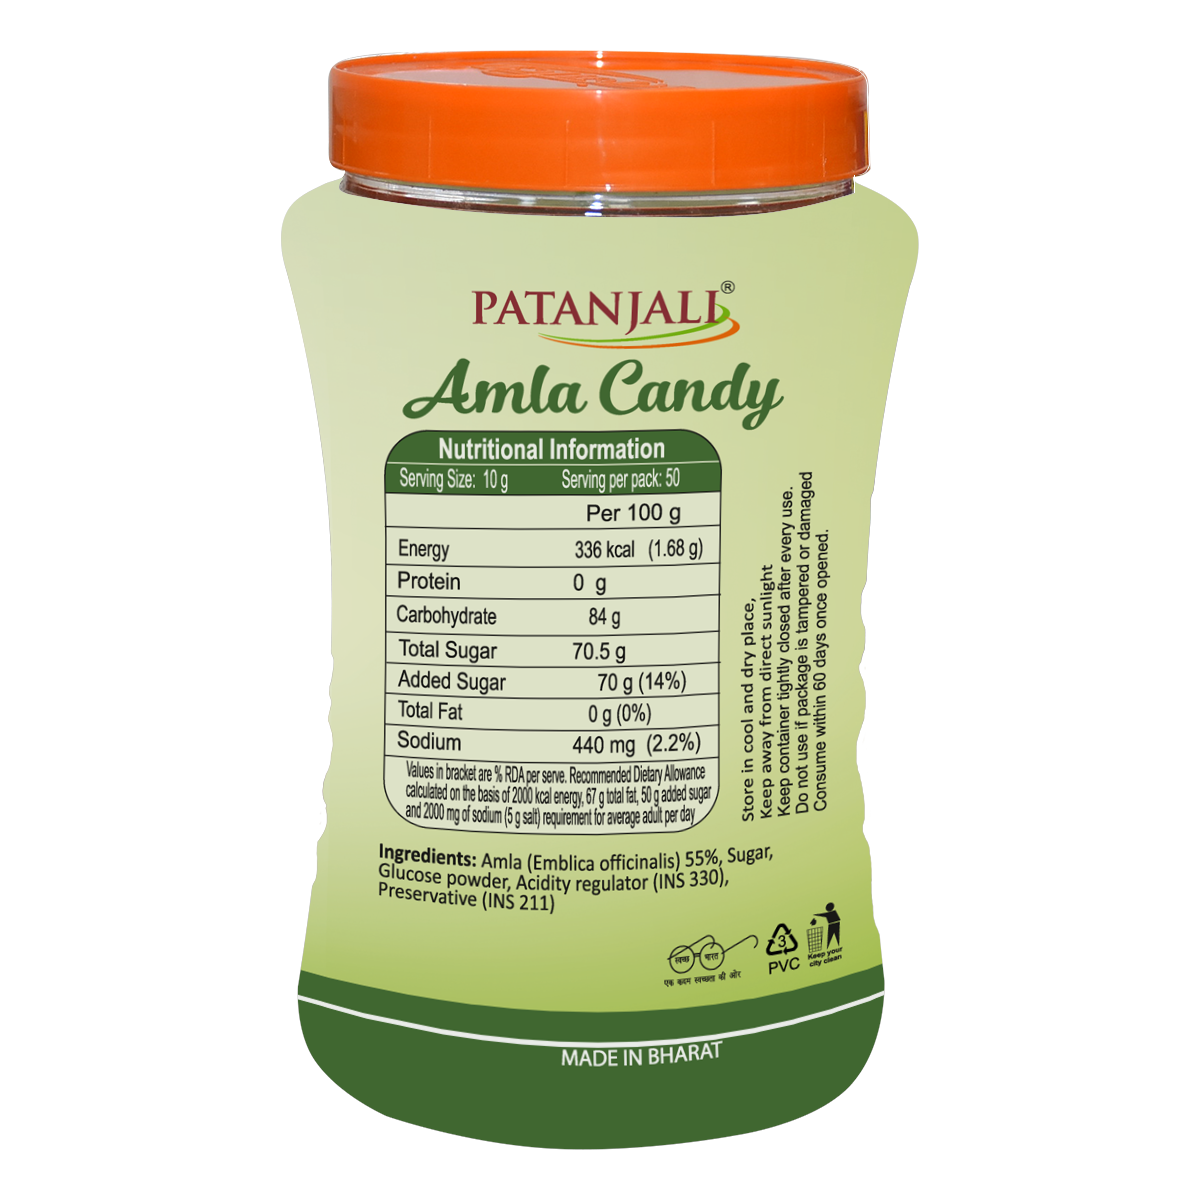 PATANJALI®
Amla Candy
Nutritional Information
Serving Size: 10 g Serving per pack: 50
Per 100 g
Energy 336 kcal (1.68 g)
Protein 0 g
Carbohydrate 84 g
Total Sugar 70.5 g
Added Sugar 70 g (14%)
Total Fat 0 g (0%)
Sodium 440 mg (2.2%)
Values in bracket are % RDA per serve. Recommended Dietary Allowance
calculated on the basis of 2000 kcal energy, 67 g total fat, 50 g added sugar
and 2000 mg of sodium (5 g salt) requirement for average adult per day
Store in cool and dry place,
Keep away from direct sunlight
Keep container tightly closed after every use.
Do not use if package is tampered or damaged
Consume within 60 days once opened.
Ingredients: Amla (Emblica officinalis) 55%, Sugar,
Glucose powder, Acidity regulator (INS 330),
Preservative (INS 211)
स्वच्छ भारत
एक कदम स्वच्छता की ओर
3
PVC
Keep your
city clean
MADE IN BHARAT